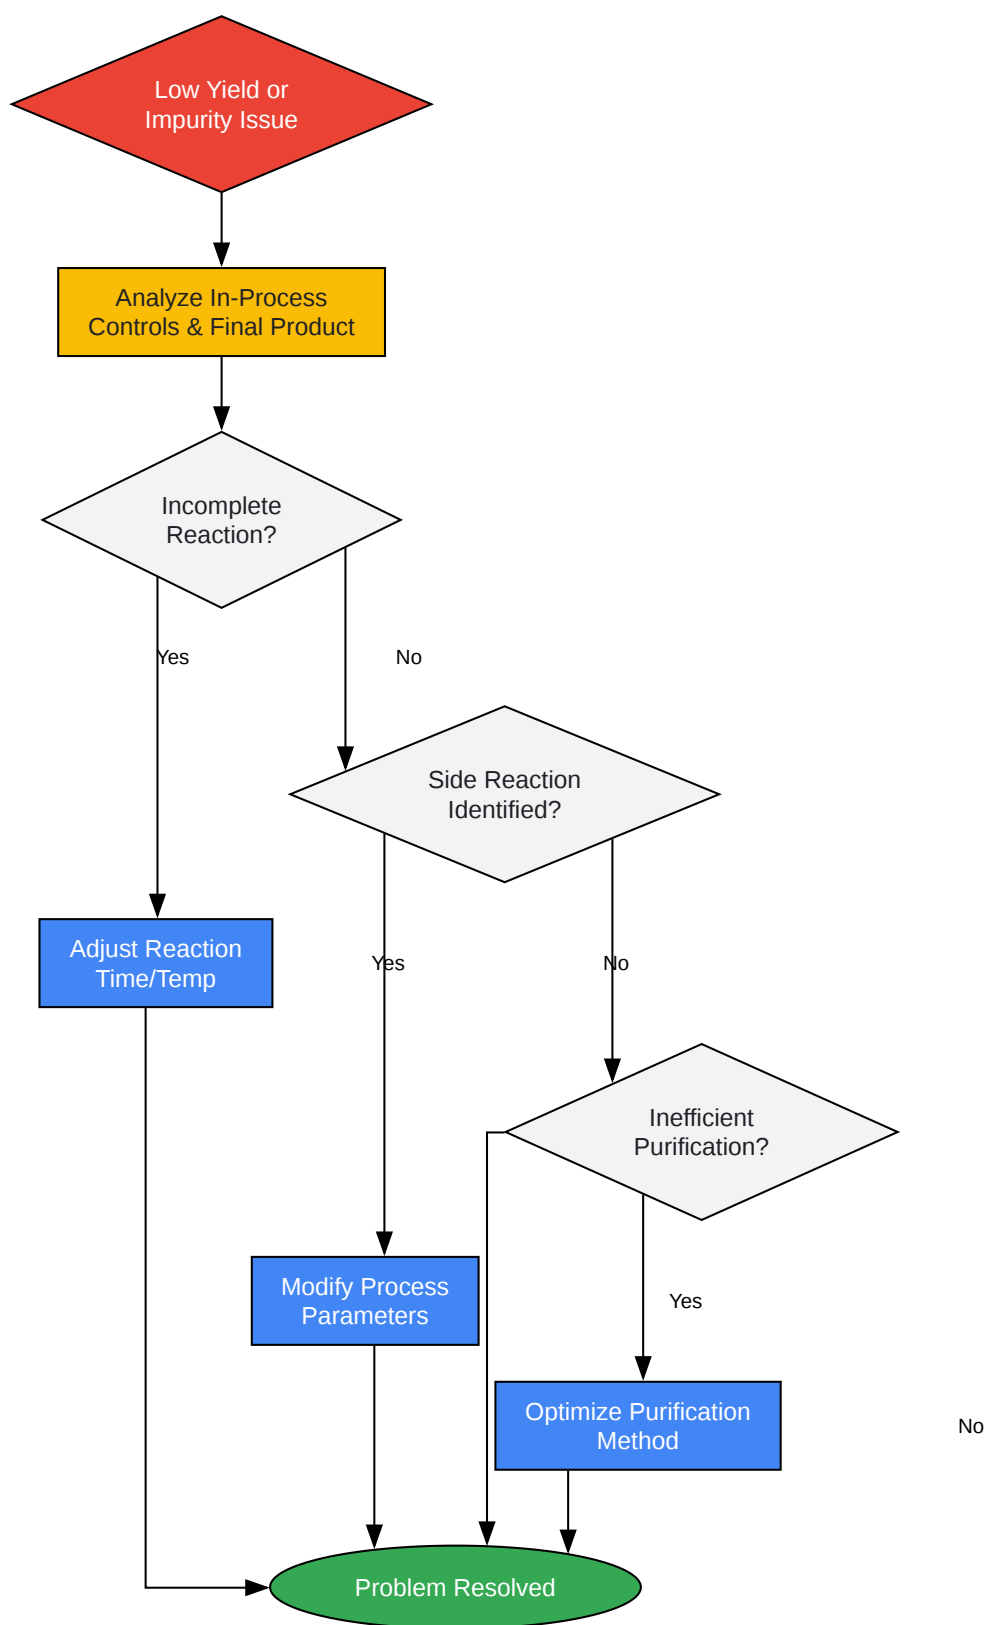 Low Yield or
Impurity Issue
Analyze In-Process
Controls & Final Product
Incomplete
Reaction?
Yes
No
Side Reaction
Identified?
Adjust Reaction
Time/Temp
Yes
No
Inefficient
Purification?
Modify Process
Parameters
Yes
Optimize Purification
Method
No
Problem Resolved